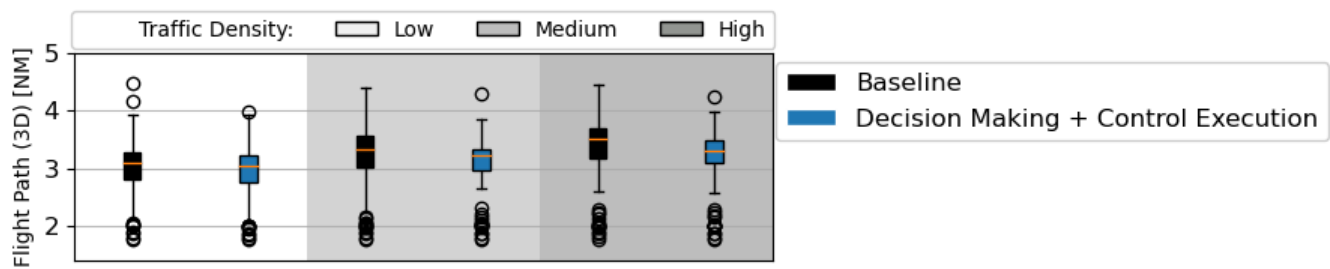 Traffic Density: Low Medium High
Flight Path (3D) [NM]
5
4
3
2
Baseline
Decision Making + Control Execution